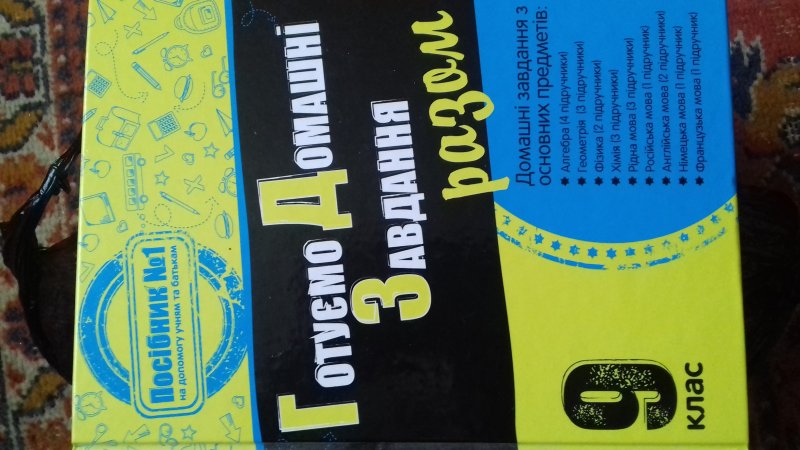 Посібник №1
на допомогу учням та батькам
Готуємо Домашні
Завдання
разом
Домашні завдання з
основних предметів:
Алгебра (4 підручники)
Геометрія (3 підручники)
Фізика (2 підручники)
Хімія (3 підручники)
Рідна мова (3 підручники)
Російська мова (1 підручник)
Англійська мова (2 підручники)
Німецька мова (1 підручник)
Французька мова (1 підручник)
9
клас